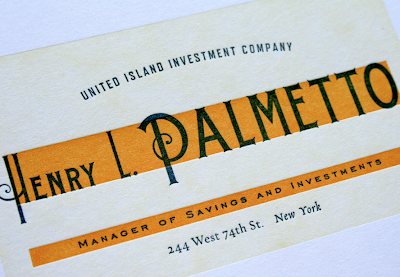 UNITED ISLAND INVESTMENT COMPANY
HENRY L. PALMETTO
MANAGER OF SAVINGS AND INVESTMENTS
244 West 74th St. New York